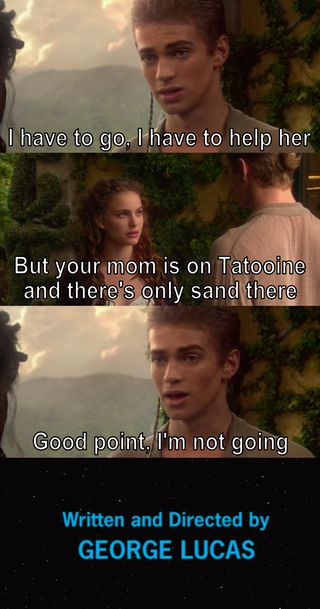 I have to go, I have to help her
But your mom is on Tatooine
and there's only sand there
Good point, I'm not going
Written and Directed by
GEORGE LUCAS